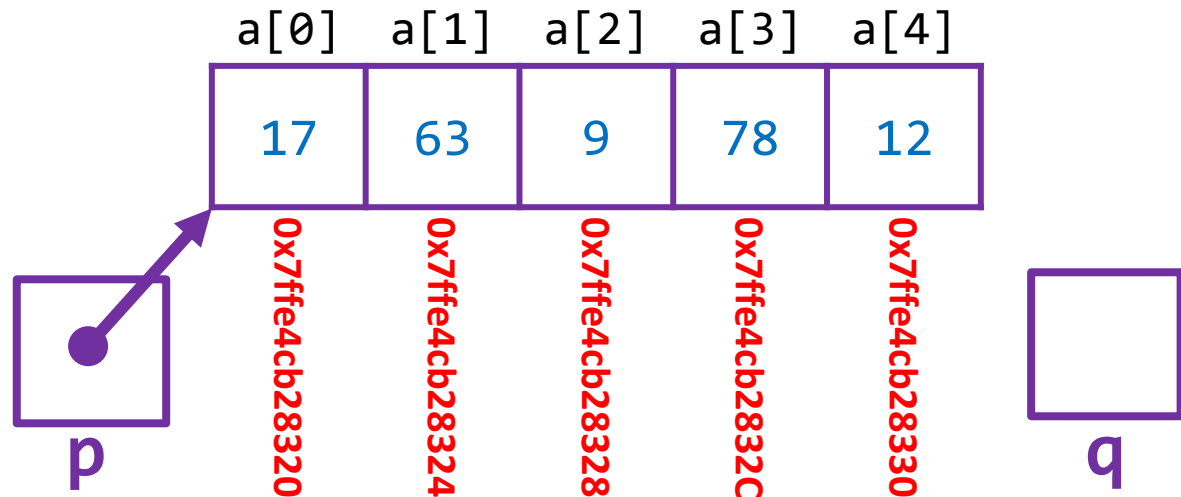 a[0] a[1] a[2] a[3] a[4]
17 63 9 78 12
0x7ffe4cb28320
0x7ffe4cb28324
0x7ffe4cb28328
0x7ffe4cb2832C
0x7ffe4cb28330
p
q